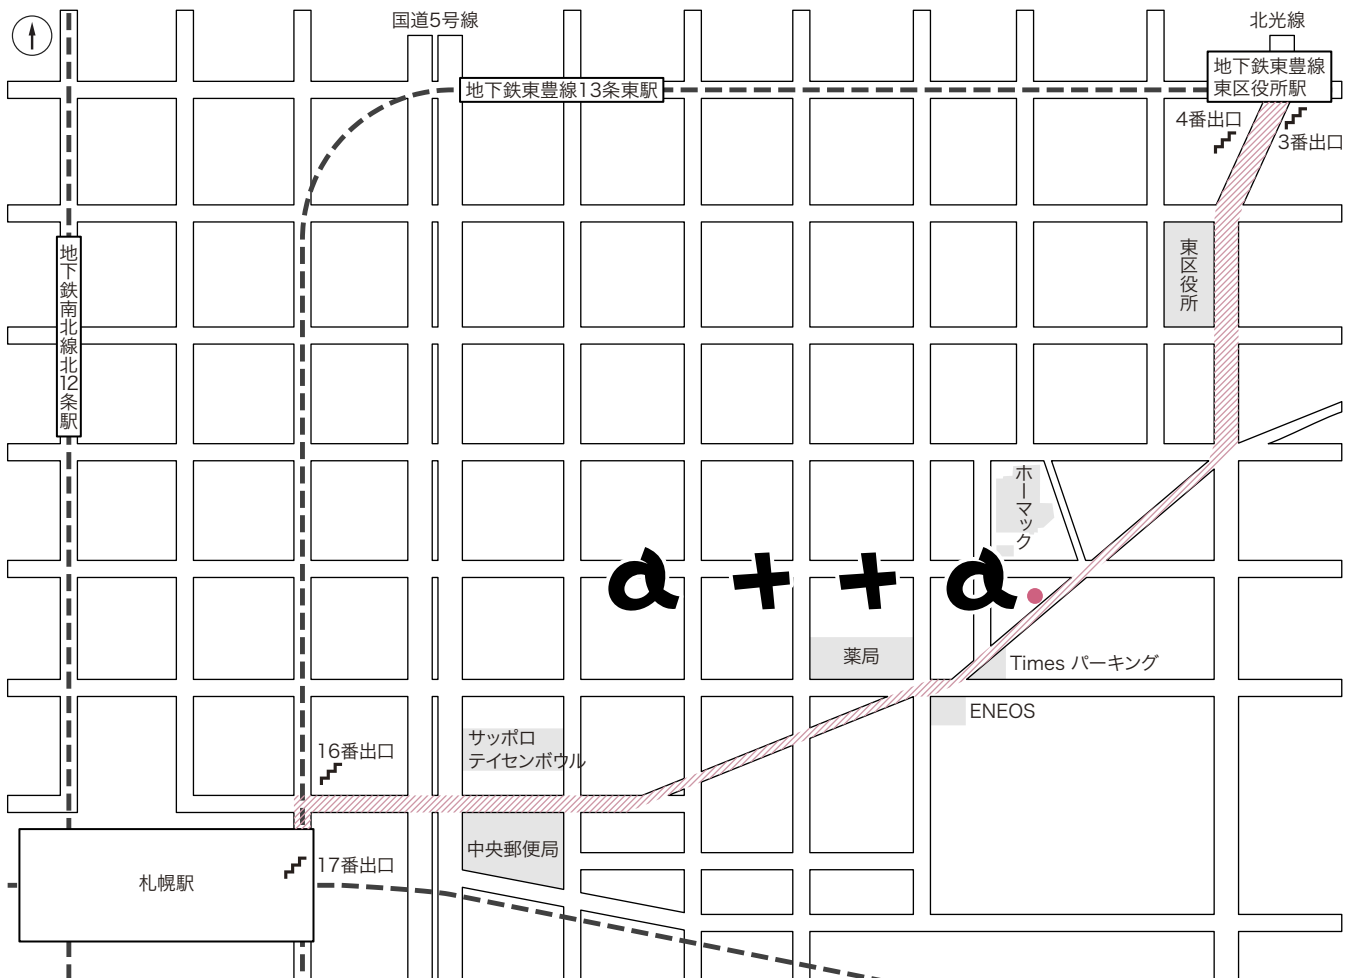 国道5号線
北光線
地下鉄東豊線
東区役所駅
地下鉄東豊線13条東駅
4番出口
3番出口
東区役所
地下鉄南北線北12条駅
ホーマック
α + + α
薬局
Times パーキング
ENEOS
サッポロ
テイセンボウル
16番出口
中央郵便局
17番出口
札幌駅